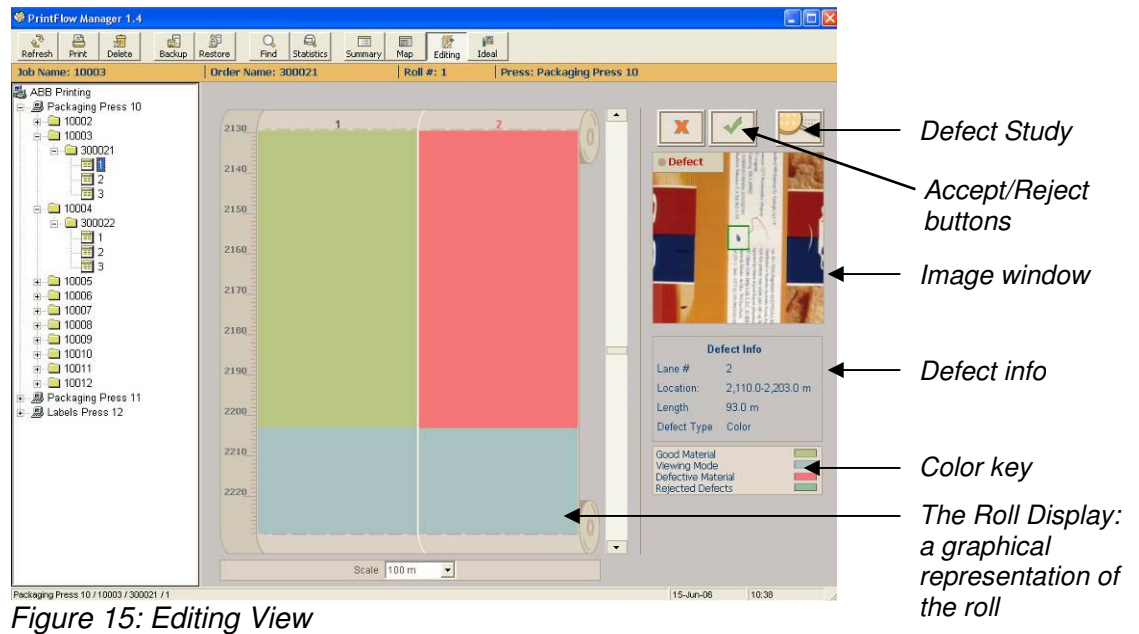 PrintFlow Manager 1.4
Refresh Print Delete Backup Restore Find Statistics Summary Map Editing Ideal
Job Name: 10003 Order Name: 300021 Roll #: 1 Press: Packaging Press 10
ABB Printing
Packaging Press 10
10002
10003
300021
1
2
3
10004
300022
1
2
3
10005
10006
10007
10008
10009
10010
10011
10012
Packaging Press 11
Labels Press 12
1 2
2130
2140
2150
2160
2170
2180
2190
2200
2210
2220
Scale 100 m
Defect
Defect Info
Lane # 2
Location: 2,110.0-2,203.0 m
Length 93.0 m
Defect Type Color
Good Material
Viewing Mode
Defective Material
Rejected Defects
Defect Study
Accept/Reject
buttons
Image window
Defect info
Color key
The Roll Display:
a graphical
representation of
the roll
Packaging Press 10 / 10003 / 300021 / 1 15-Jun-06 10:38
Figure 15: Editing View